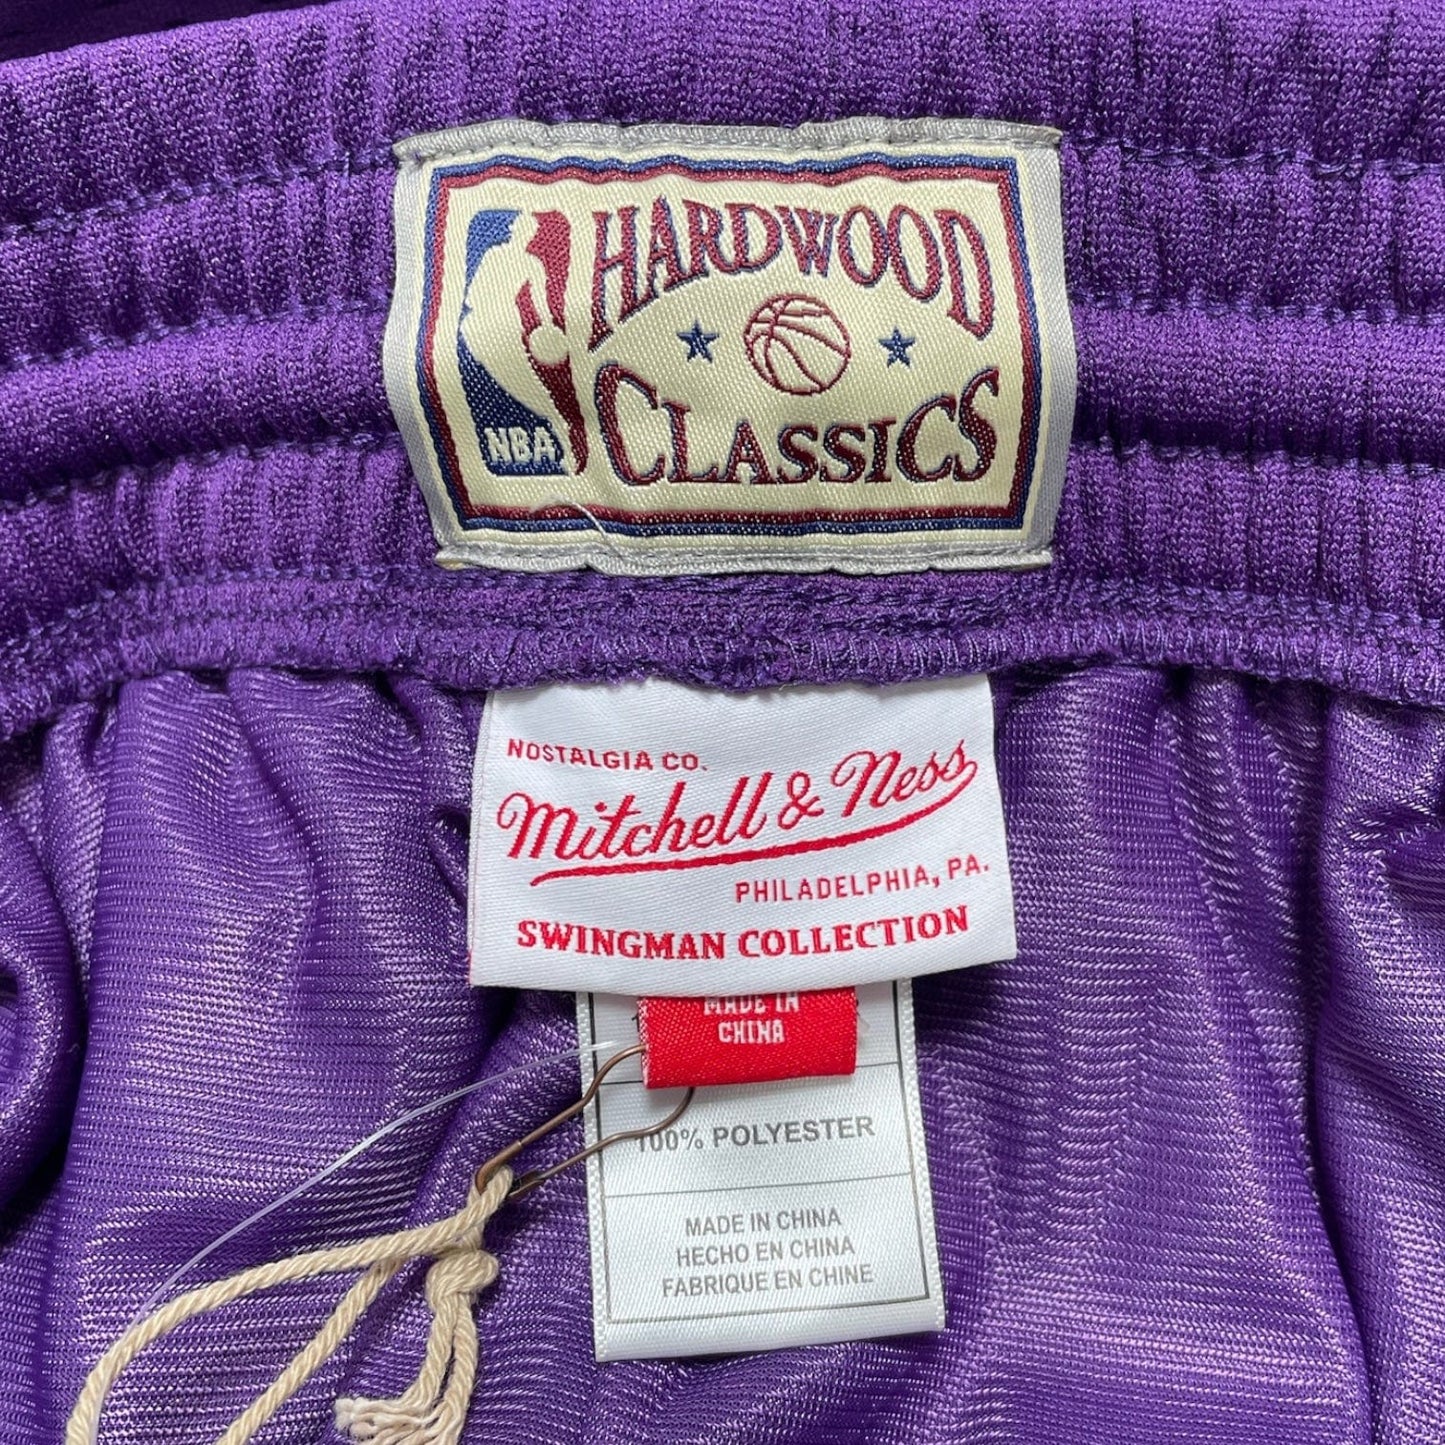 HARDWOOD
NBA
CLASSICS
NOSTALGIA CO.
Mitchell & Ness
PHILADELPHIA, PA.
SWINGMAN COLLECTION
MADE IN
CHINA
100% POLYESTER
MADE IN CHINA
HECHO EN CHINA
FABRIQUE EN CHINE